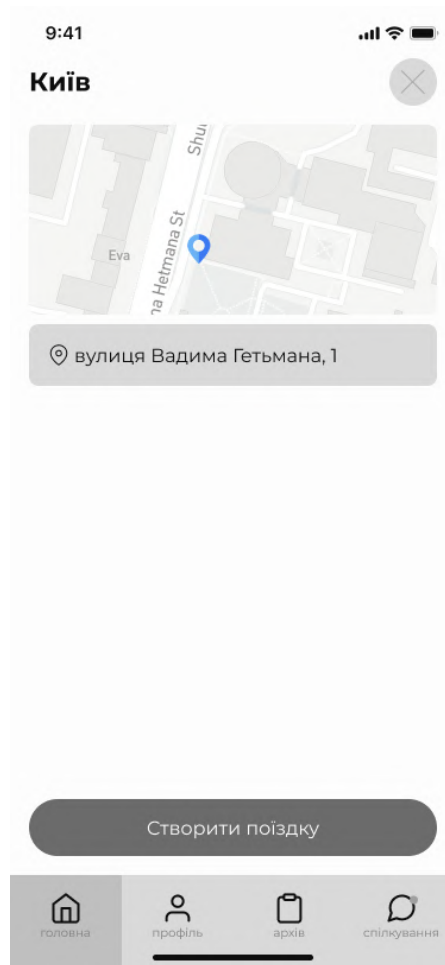 9:41
Київ
Shu
Eva
na Hetmana St
вулиця Вадима Гетьмана, 1
Створити поїздку
головна
профіль
архів
спілкування